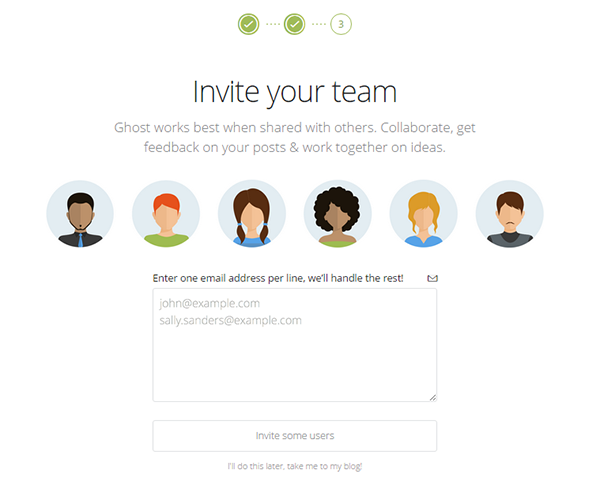 3
Invite your team
Ghost works best when shared with others. Collaborate, get
feedback on your posts & work together on ideas.
Enter one email address per line, we'll handle the rest!
john@example.com
sally.sanders@example.com
Invite some users
I'll do this later, take me to my blog!